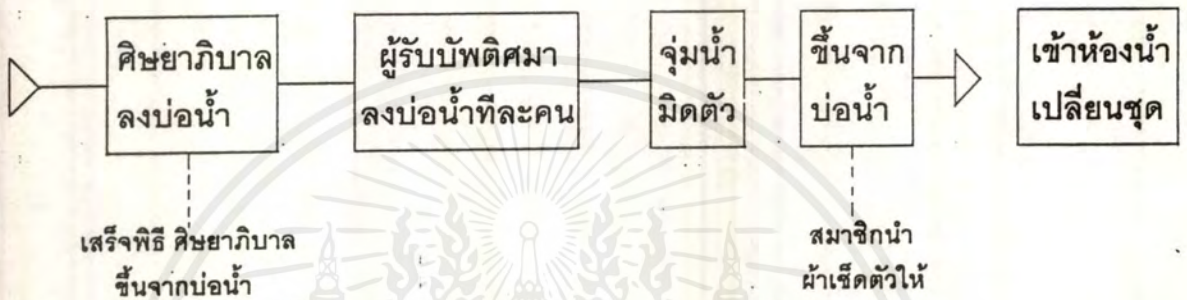 ศิษยาภิบาล
ลงบ่อน้ำ
ผู้รับบัพติศมา
ลงบ่อน้ำทีละคน
จุ่มน้ำ
มิดตัว
ขึ้นจาก
บ่อน้ำ
เข้าห้องน้ำ
เปลี่ยนชุด
เสร็จพิธี ศิษยาภิบาล
ขึ้นจากบ่อน้ำ
สมาชิกนำ
ผ้าเช็ดตัวให้